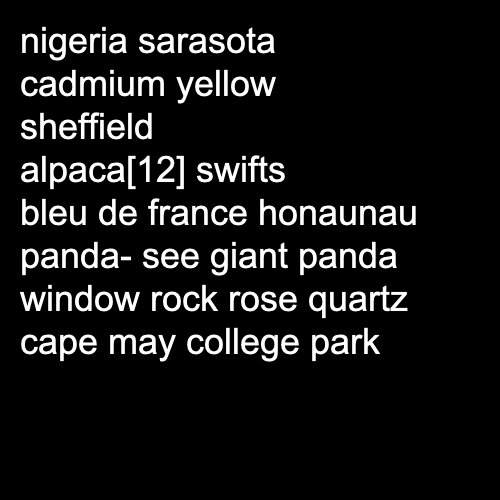 nigeria sarasota
cadmium yellow
sheffield
alpaca[12] swifts
bleu de france honaunau
panda- see giant panda
window rock rose quartz
cape may college park